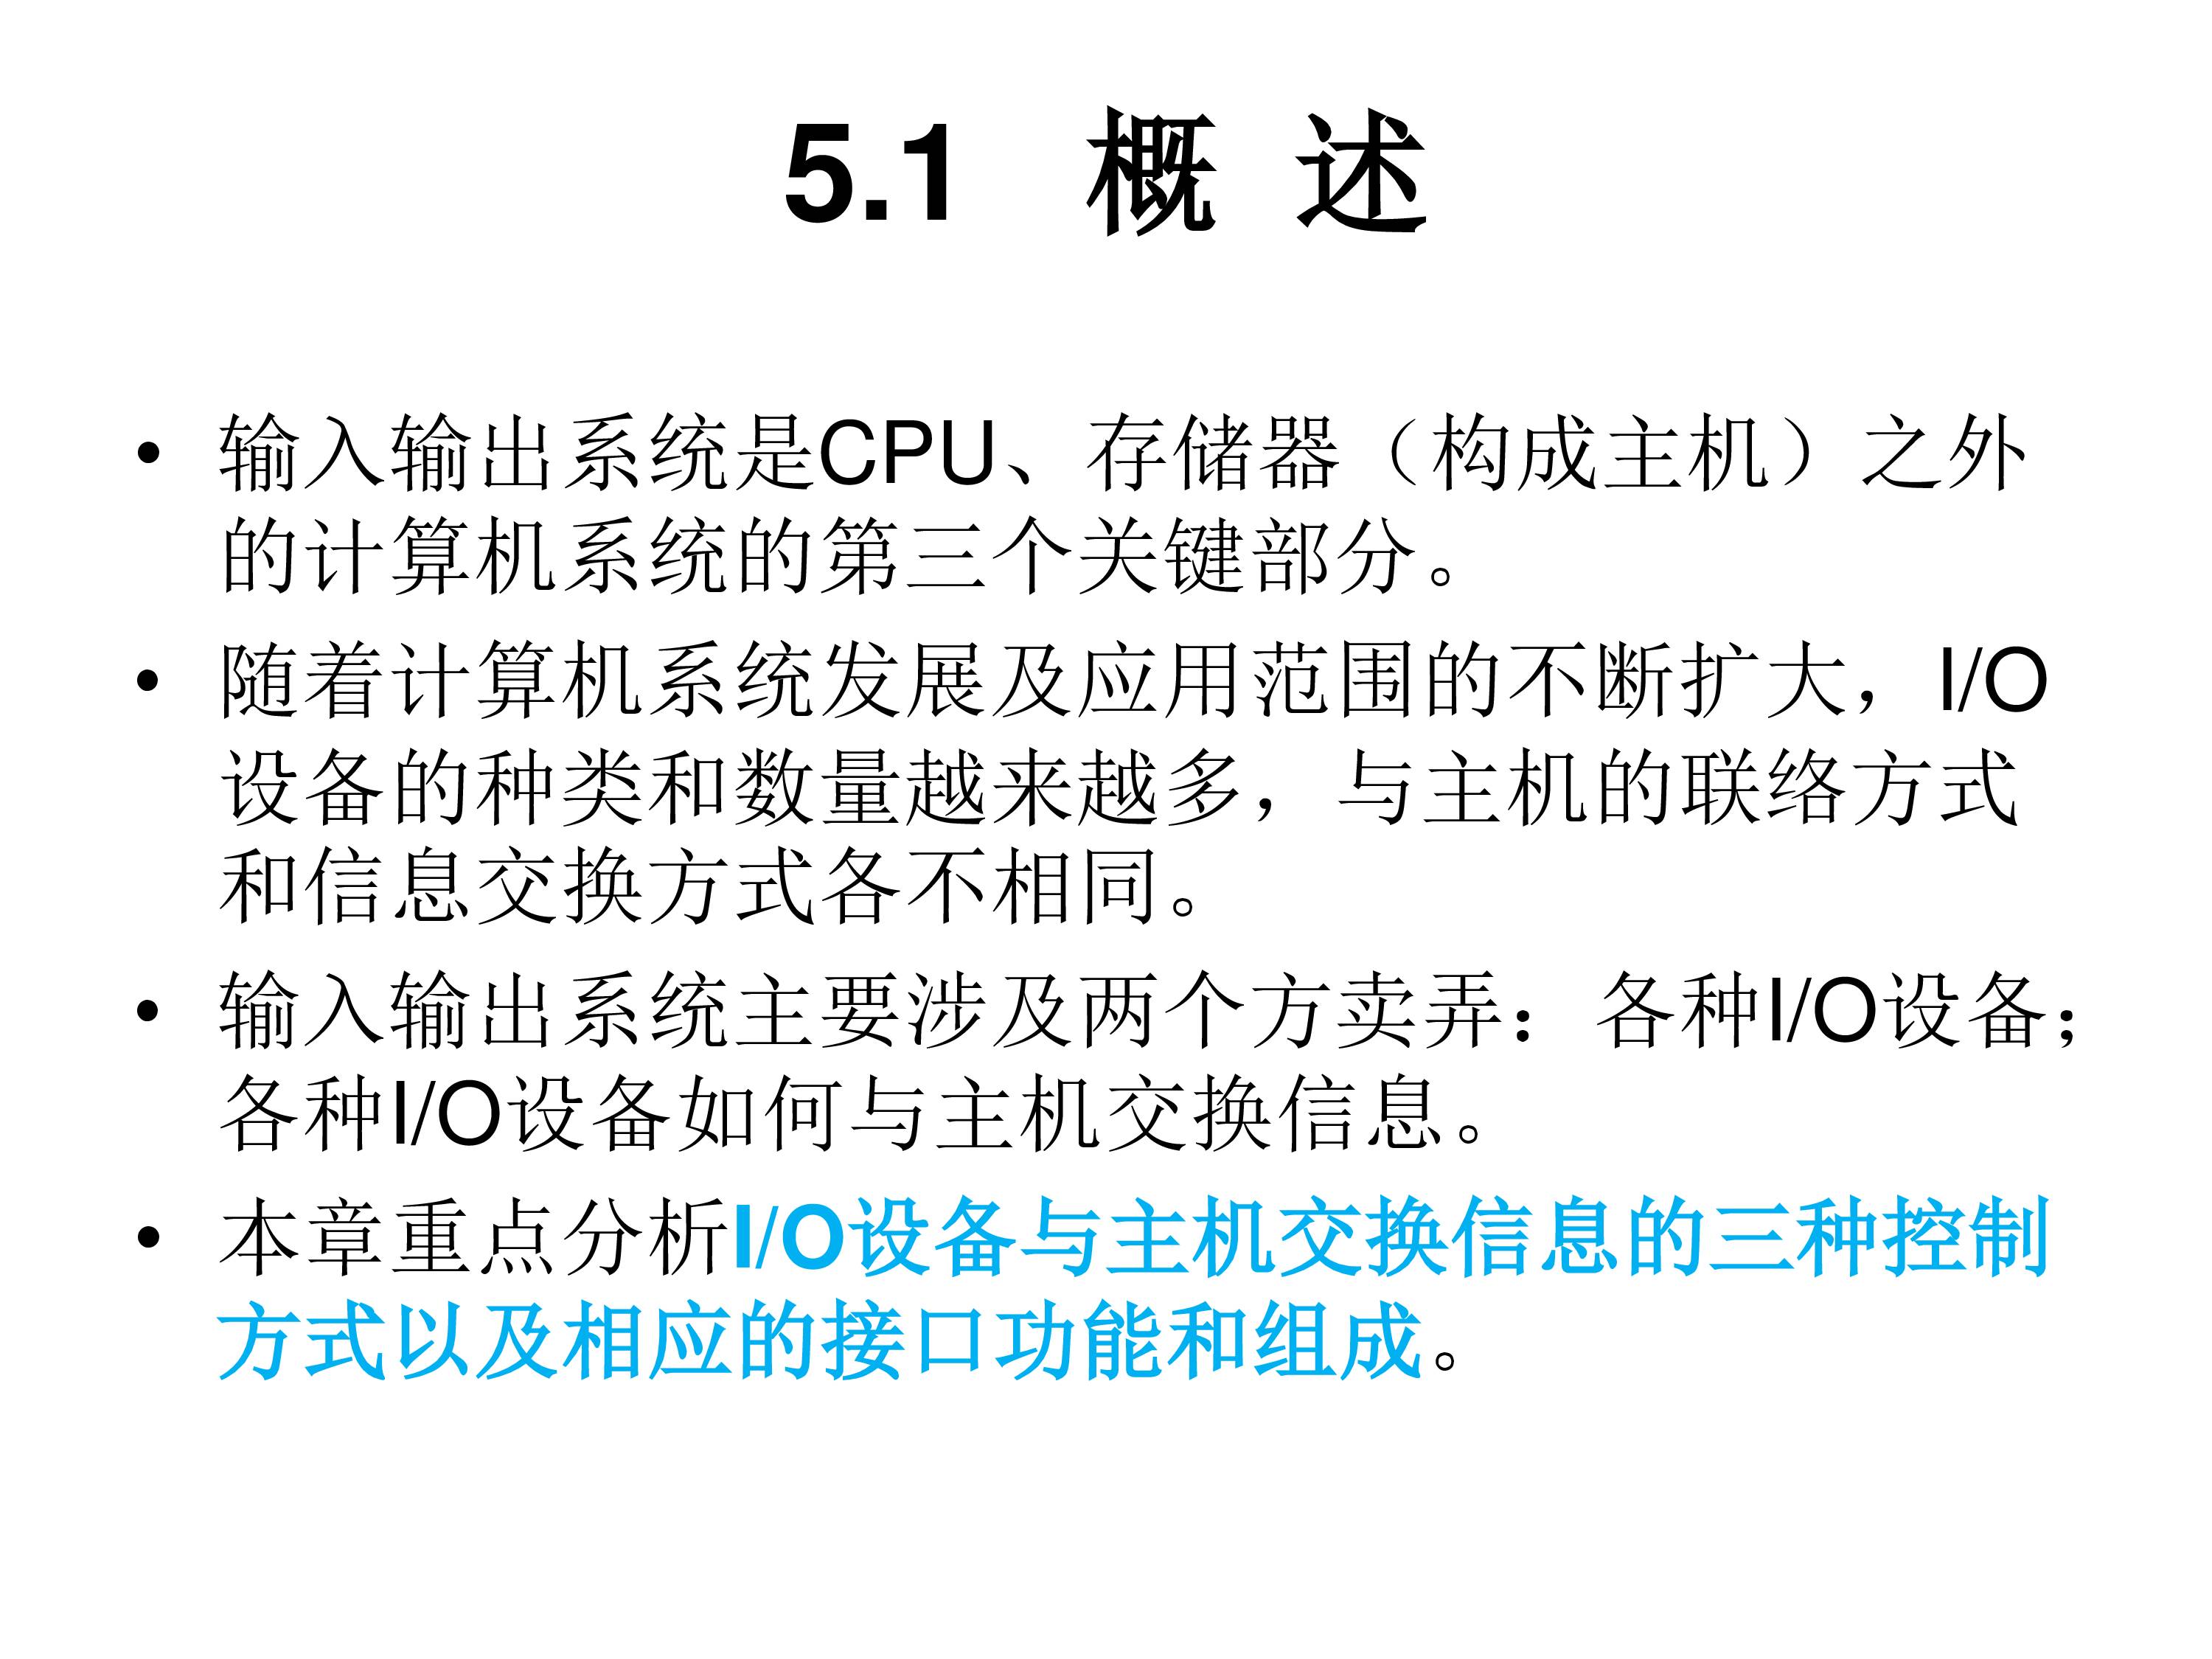 5.1 概 述
• 输入输出系统是CPU、存储器（构成主机）之外
的计算机系统的第三个关键部分。
• 随着计算机系统发展及应用范围的不断扩大，I/O
设备的种类和数量越来越多，与主机的联络方式
和信息交换方式各不相同。
• 输入输出系统主要涉及两个方卖弄：各种I/O设备；
各种I/O设备如何与主机交换信息。
• 本章重点分析I/O设备与主机交换信息的三种控制
方式以及相应的接口功能和组成。